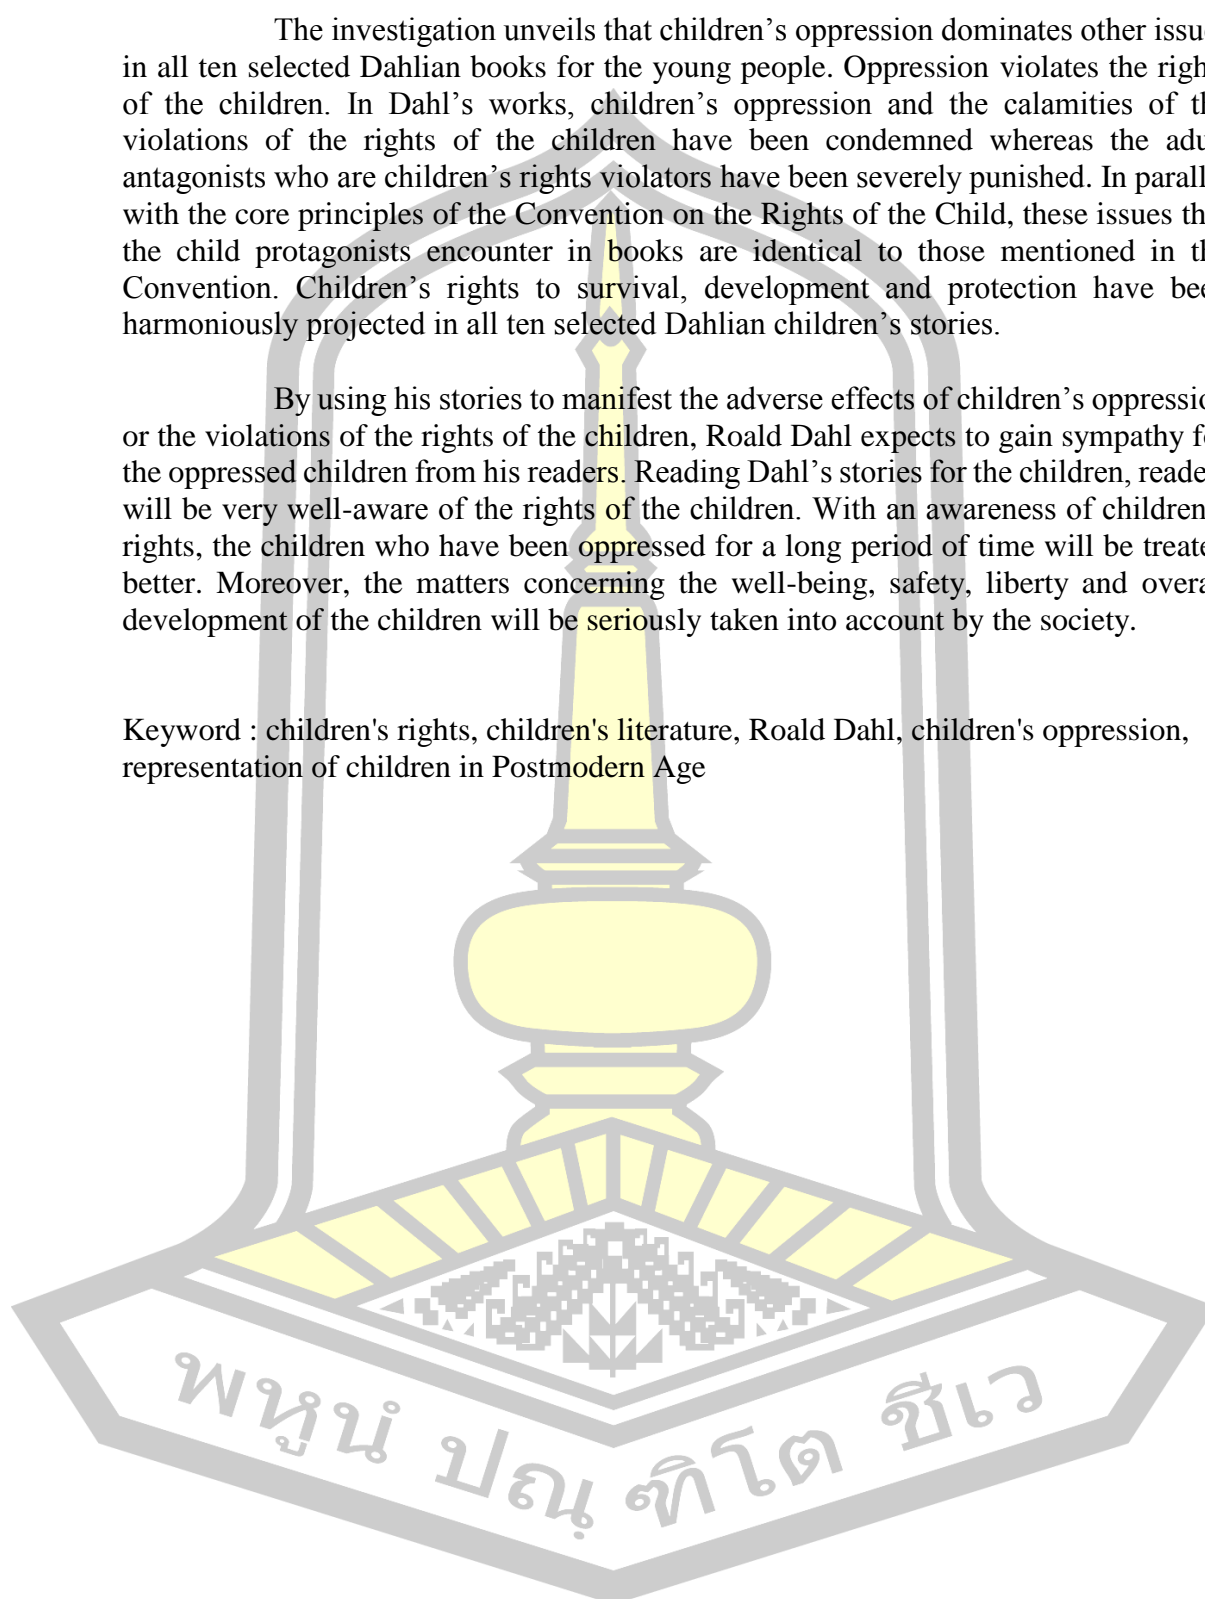 The investigation unveils that children’s oppression dominates other issu
in all ten selected Dahlian books for the young people. Oppression violates the righ
of the children. In Dahl’s works, children’s oppression and the calamities of th
violations of the rights of the children have been condemned whereas the adu
antagonists who are children’s rights violators have been severely punished. In parall
with the core principles of the Convention on the Rights of the Child, these issues th
the child protagonists encounter in books are identical to those mentioned in th
Convention. Children’s rights to survival, development and protection have bee
harmoniously projected in all ten selected Dahlian children’s stories.
By using his stories to manifest the adverse effects of children’s oppressio
or the violations of the rights of the children, Roald Dahl expects to gain sympathy fo
the oppressed children from his readers. Reading Dahl’s stories for the children, reade
will be very well-aware of the rights of the children. With an awareness of children
rights, the children who have been oppressed for a long period of time will be treate
better. Moreover, the matters concerning the well-being, safety, liberty and overa
development of the children will be seriously taken into account by the society.
Keyword : children's rights, children's literature, Roald Dahl, children's oppression,
representation of children in Postmodern Age
พหูนํ ปณฺฑิโต ชีเว